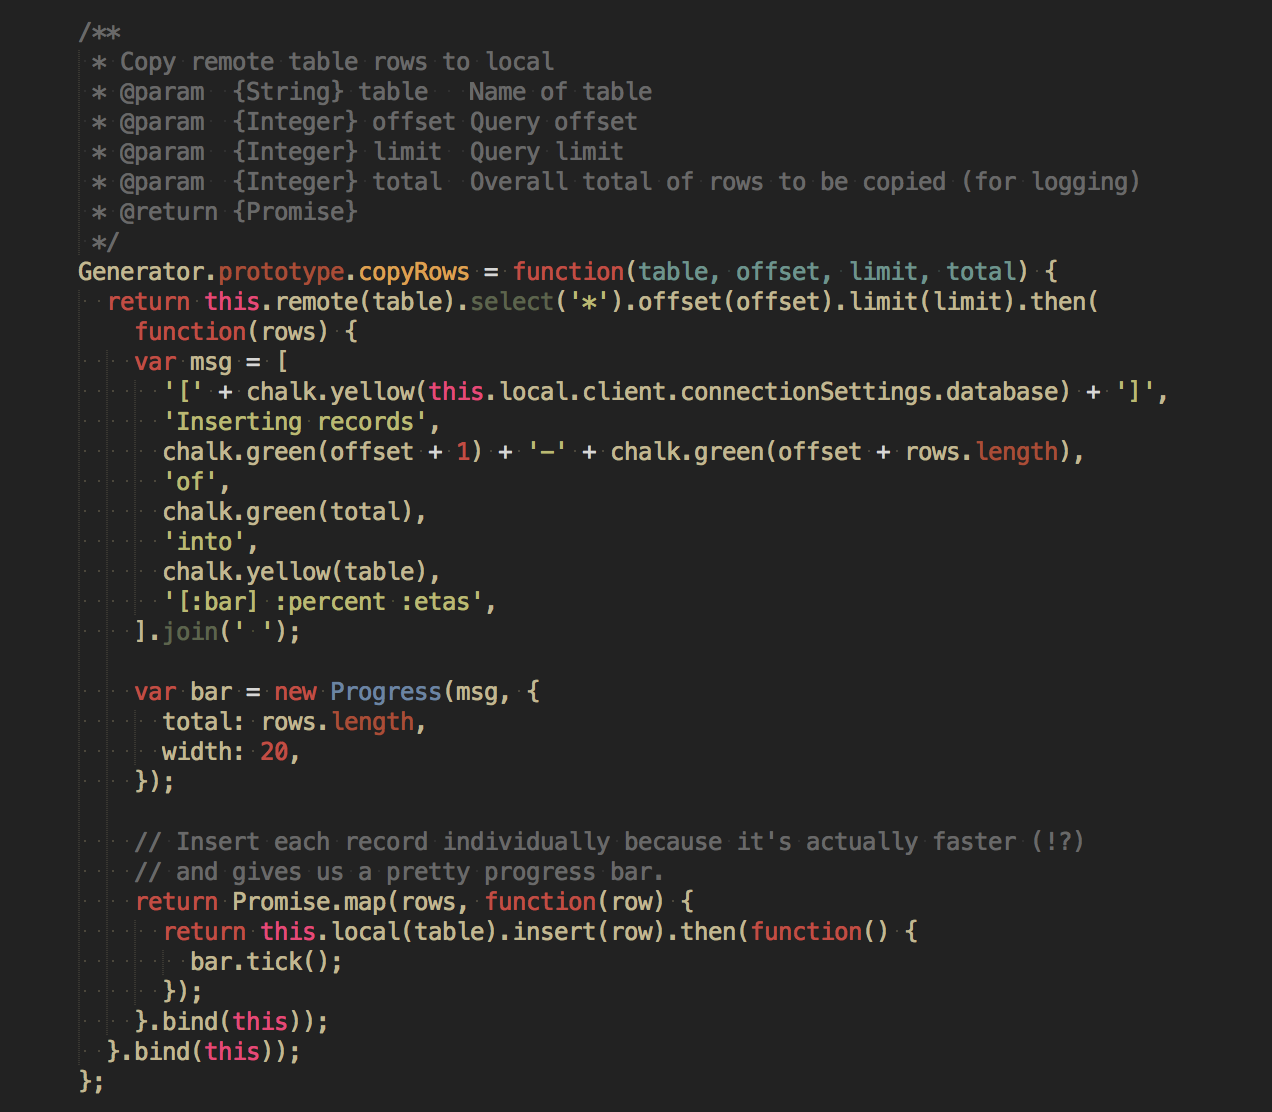 /**
 * Copy remote table rows to local
 * @param  {String} table   Name of table
 * @param  {Integer} offset Query offset
 * @param  {Integer} limit  Query limit
 * @param  {Integer} total  Overall total of rows to be copied (for logging)
 * @return {Promise}
 */
Generator.prototype.copyRows = function(table, offset, limit, total) {
  return this.remote(table).select('*').offset(offset).limit(limit).then(
    function(rows) {
    var msg = [
      '[' + chalk.yellow(this.local.client.connectionSettings.database) + ']',
      'Inserting records',
      chalk.green(offset + 1) + '-' + chalk.green(offset + rows.length),
      'of',
      chalk.green(total),
      'into',
      chalk.yellow(table),
      '[:bar] :percent :etas',
    ].join(' ');

    var bar = new Progress(msg, {
      total: rows.length,
      width: 20,
    });

    // Insert each record individually because it's actually faster (!?)
    // and gives us a pretty progress bar.
    return Promise.map(rows, function(row) {
      return this.local(table).insert(row).then(function() {
        bar.tick();
      });
    }.bind(this));
  }.bind(this));
};